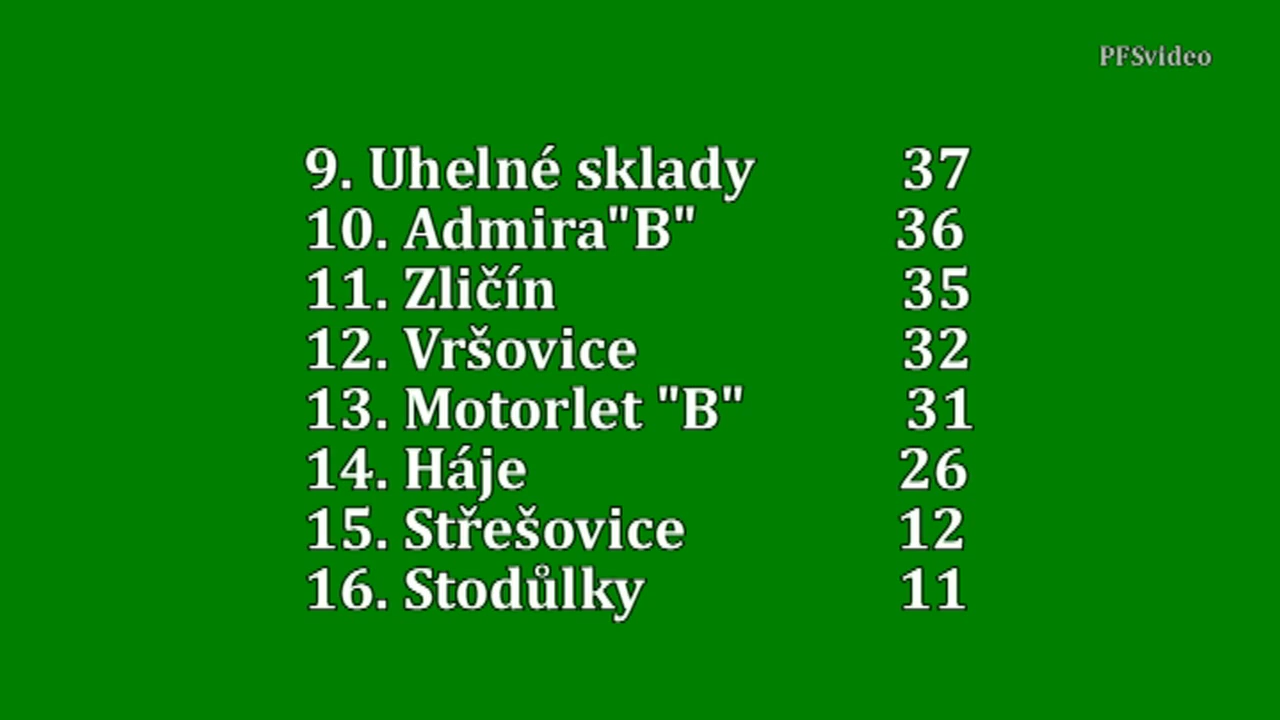 PFSvideo
9. Uhelné sklady 37
10. Admira"B" 36
11. Zličín 35
12. Vršovice 32
13. Motorlet "B" 31
14. Háje 26
15. Střešovice 12
16. Stodůlky 11